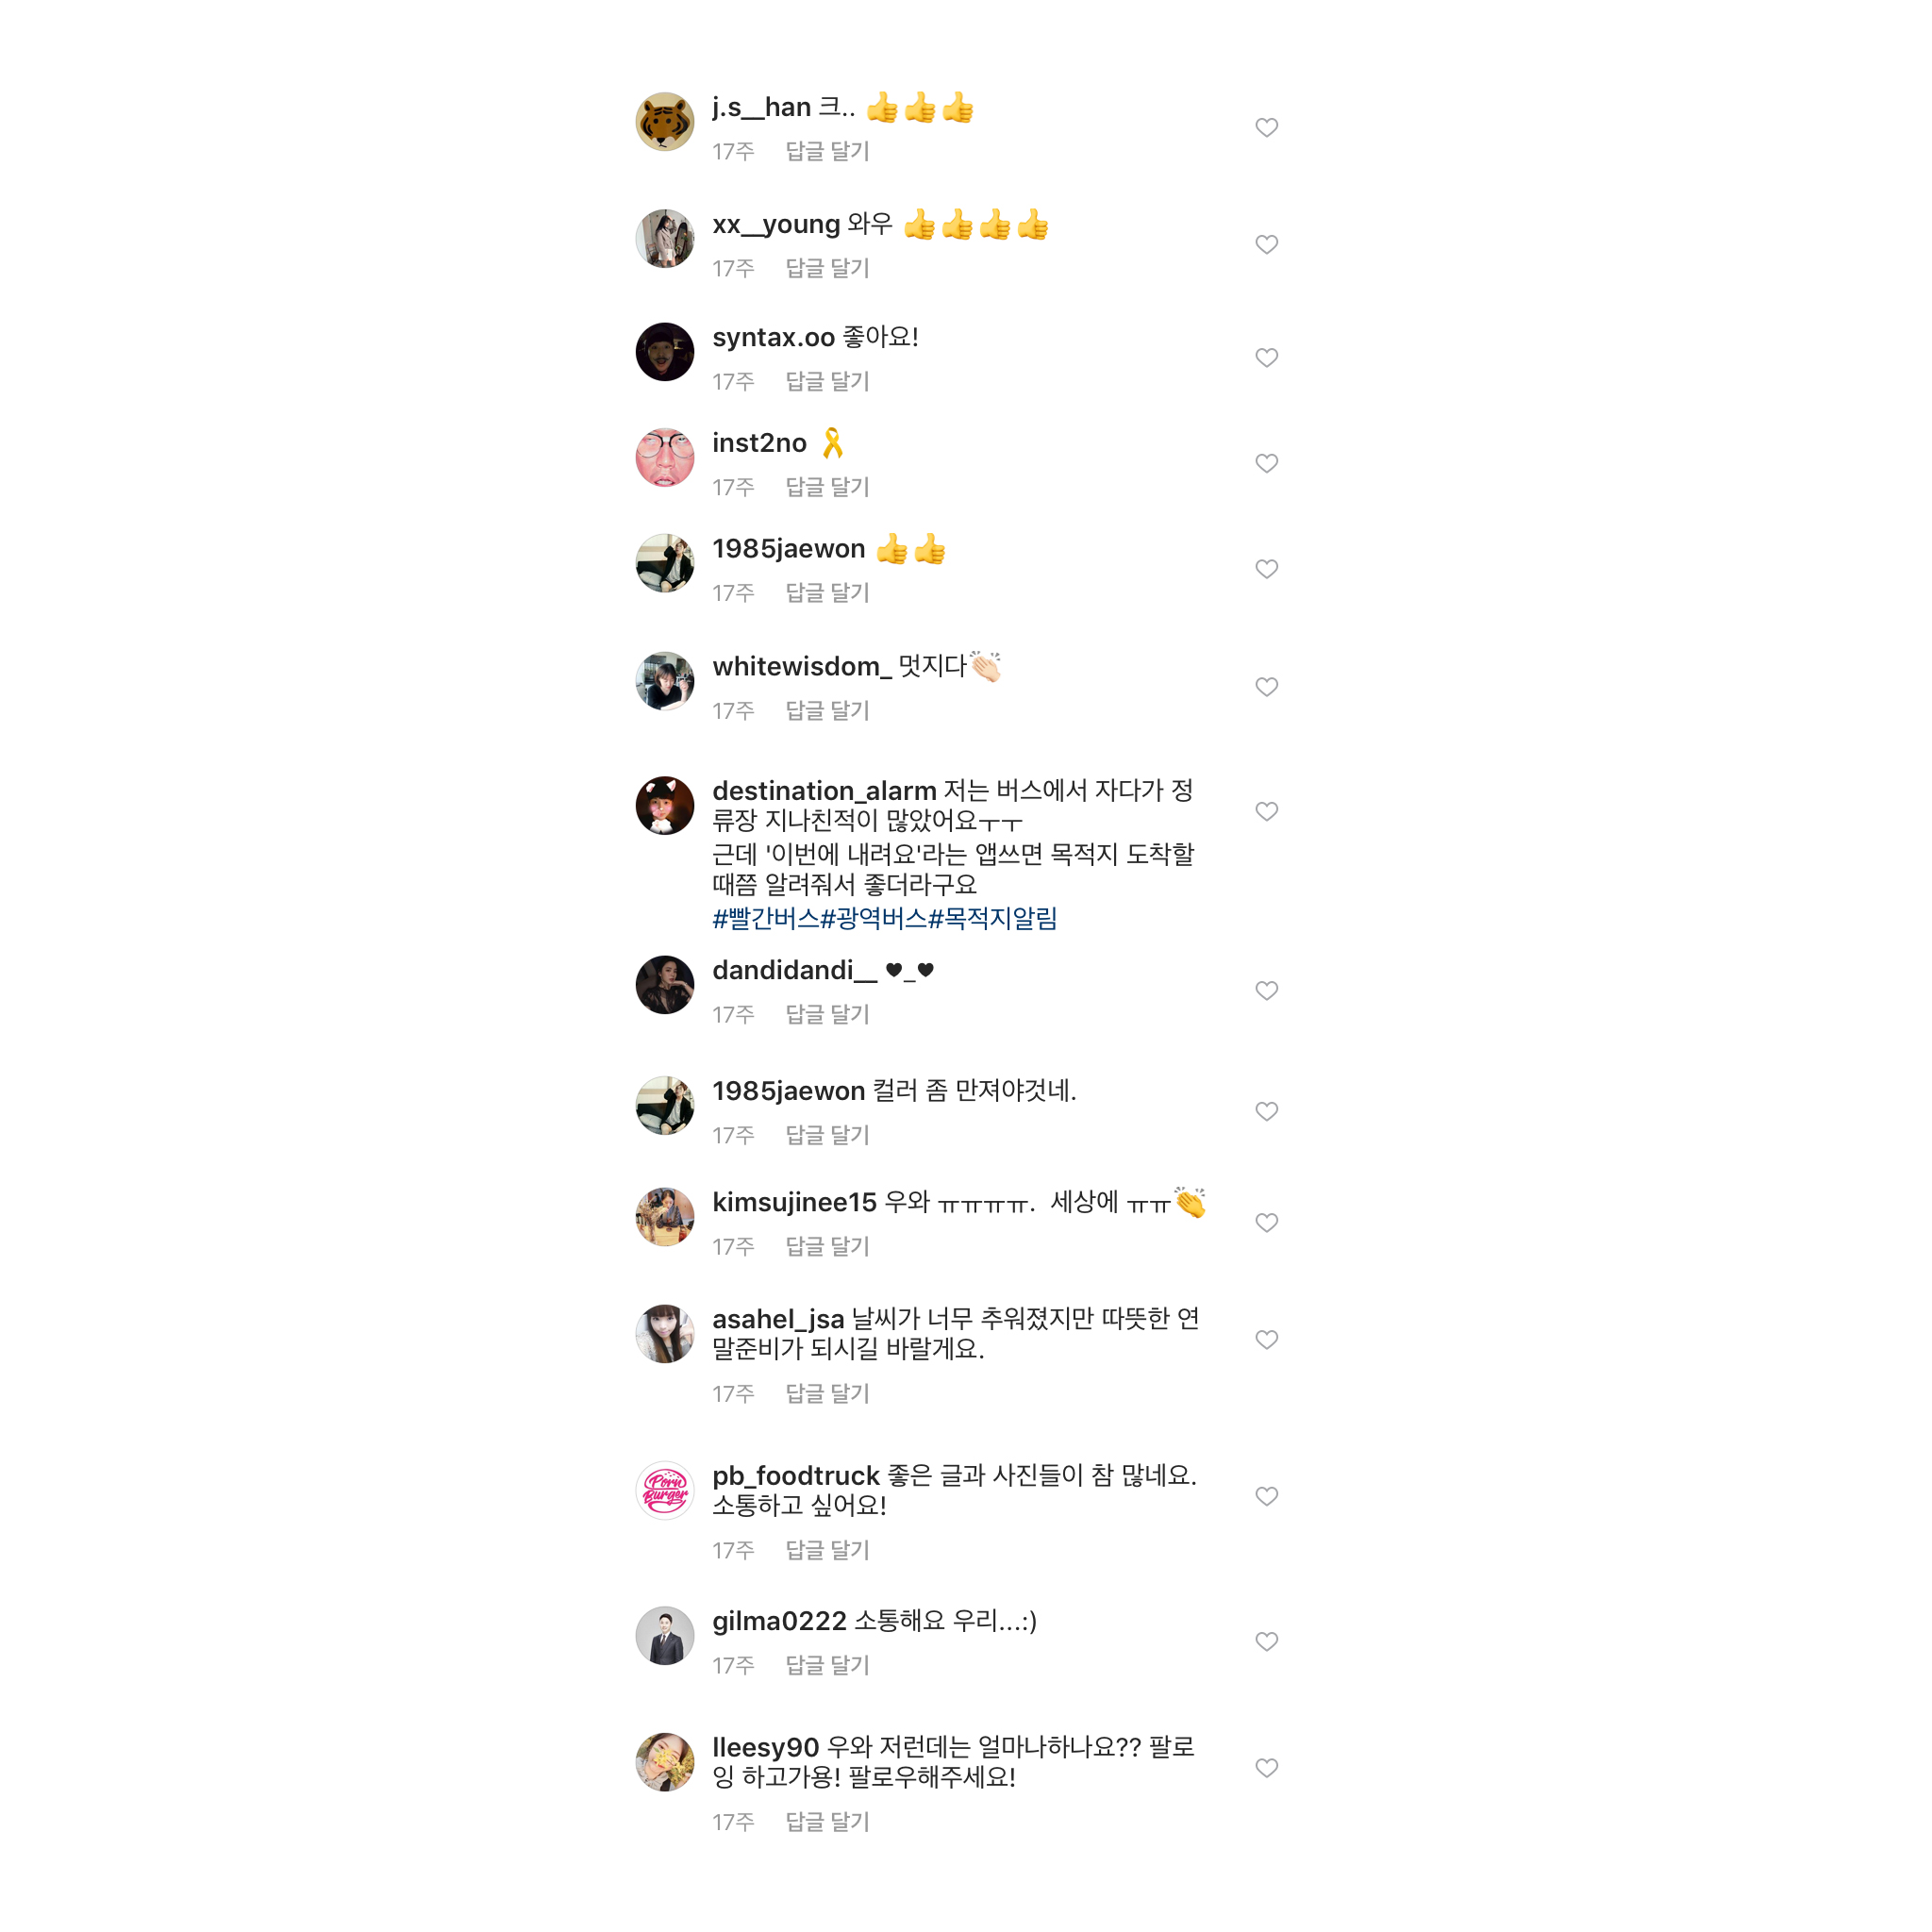 j.s__han 크.. 👍👍👍
17주 답글 달기
xx__young 와우 👍👍👍👍
17주 답글 달기
syntax.oo 좋아요!
17주 답글 달기
inst2no 🎗
17주 답글 달기
1985jaewon 👍👍
17주 답글 달기
whitewisdom_ 멋지다👏🏻
17주 답글 달기
destination_alarm 저는 버스에서 자다가 정
류장 지나친적이 많았어요ㅜㅜ
근데 '이번에 내려요'라는 앱쓰면 목적지 도착할
때쯤 알려줘서 좋더라구요
#빨간버스#광역버스#목적지알림
dandidandi__ ♥_♥
17주 답글 달기
1985jaewon 컬러 좀 만져야것네.
17주 답글 달기
kimsujinee15 우와 ㅠㅠㅠㅠ. 세상에 ㅠㅠ👏
17주 답글 달기
asahel_jsa 날씨가 너무 추워졌지만 따뜻한 연
말준비가 되시길 바랄게요.
17주 답글 달기
Porn
Burger
pb_foodtruck 좋은 글과 사진들이 참 많네요.
소통하고 싶어요!
17주 답글 달기
gilma0222 소통해요 우리...:)
17주 답글 달기
lleesy90 우와 저런데는 얼마나하나요?? 팔로
잉 하고가용! 팔로우해주세요!
17주 답글 달기